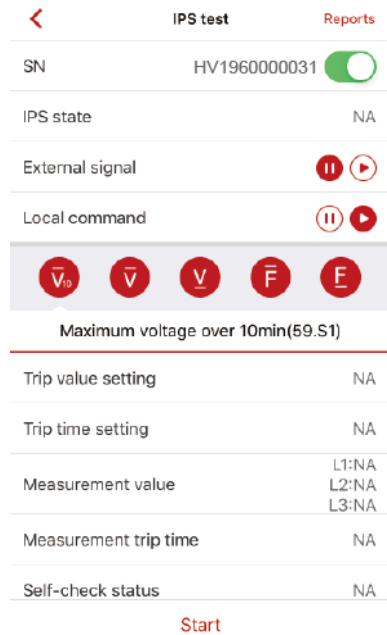 IPS test Reports
SN HV1960000031
IPS state NA
External signal
Local command
V̅10 V̅ V̲ F̅ F̲
Maximum voltage over 10min(59.S1)
Trip value setting NA
Trip time setting NA
L1:NA
Measurement value L2:NA
L3:NA
Measurement trip time NA
Self-check status NA
Start